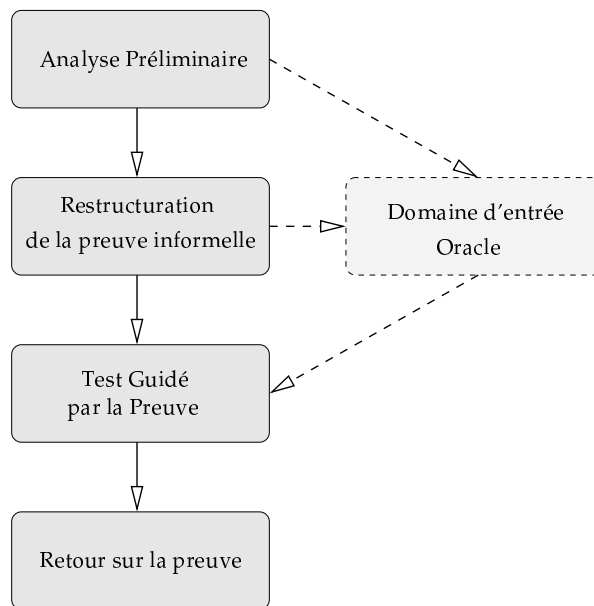 Analyse Préliminaire
Restructuration
de la preuve informelle
Domaine d'entrée
Oracle
Test Guidé
par la Preuve
Retour sur la preuve